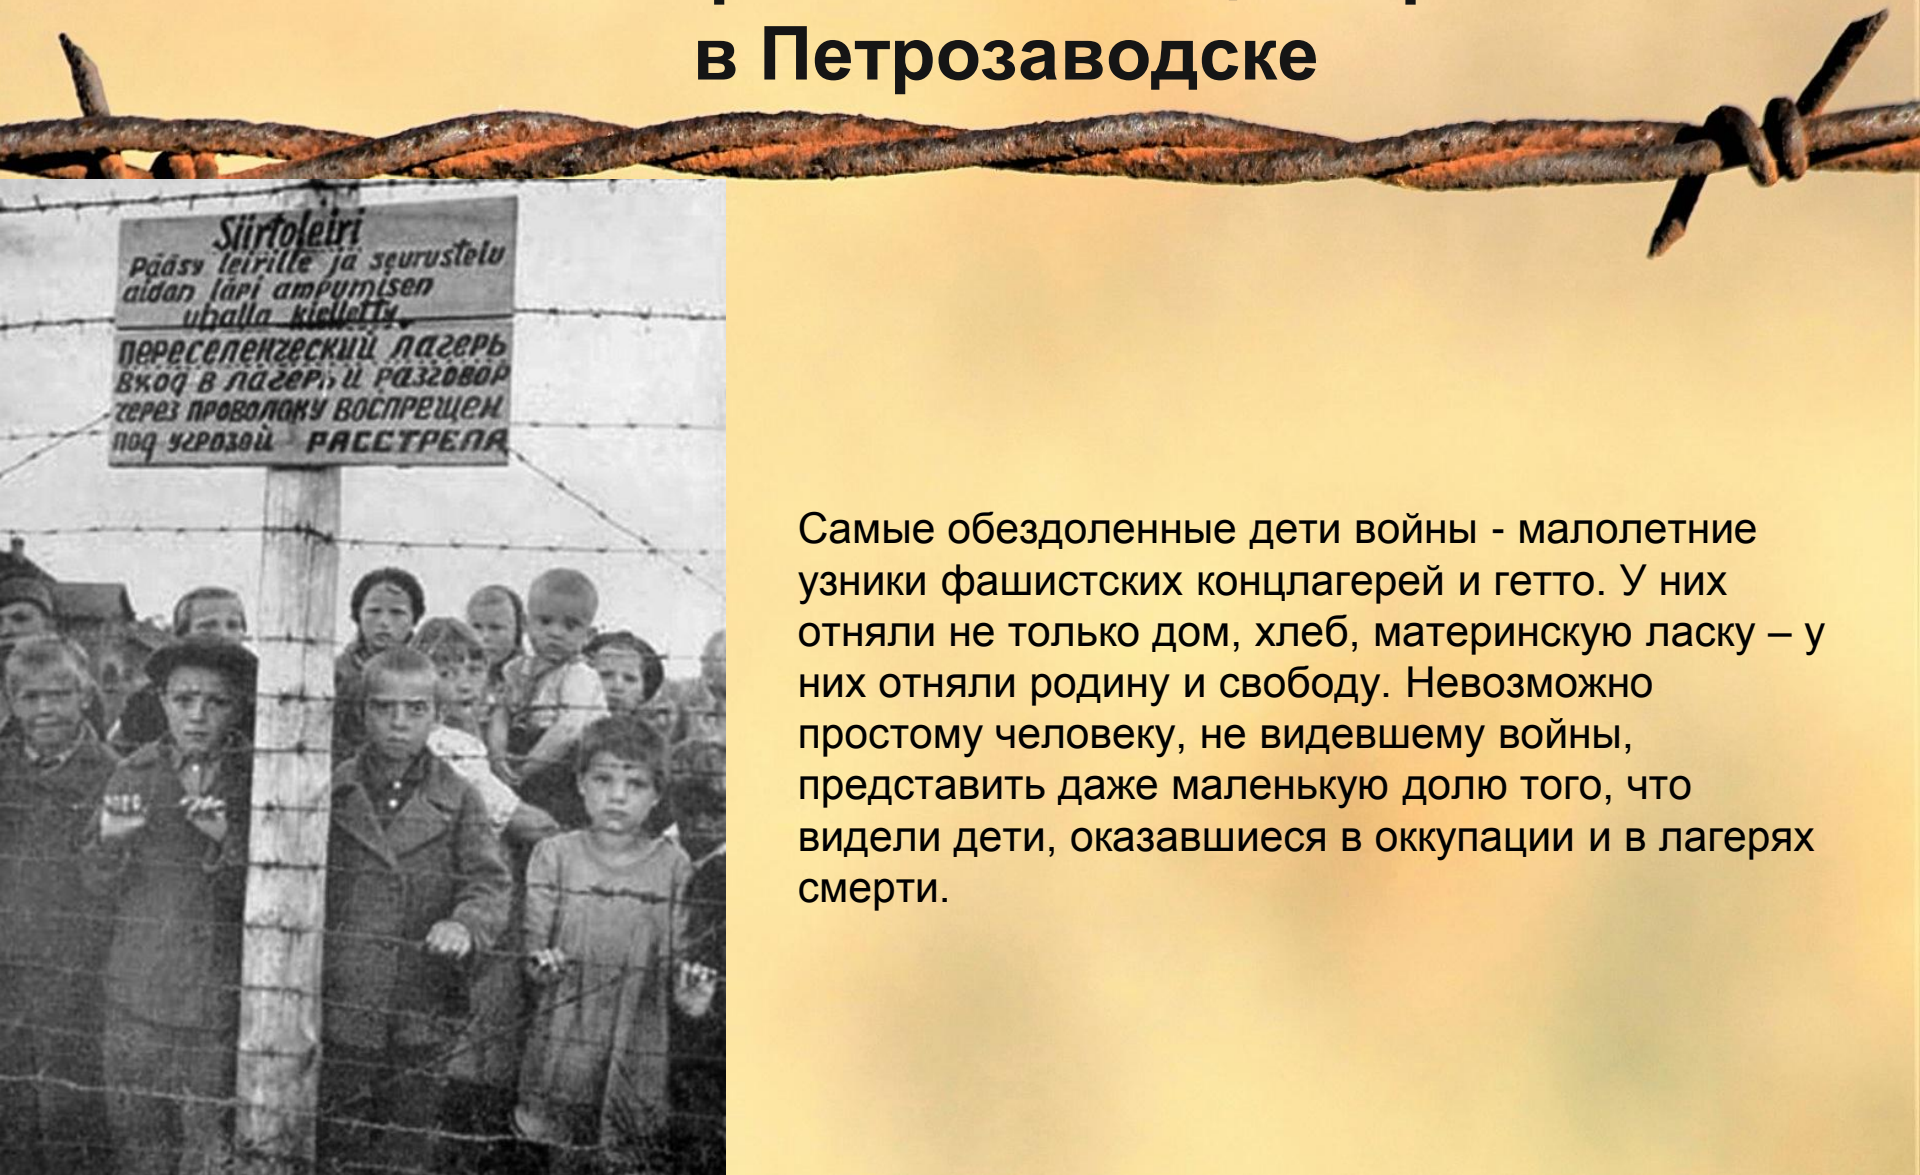 в Петрозаводске
Siirtoleiri
Pääsy leirille ja seurustelu
aidan läpi ampumisen
uhalla kielletty.
ПЕРЕСЕЛЕНЧЕСКИЙ ЛАГЕРЬ
ВХОД В ЛАГЕРЬ И РАЗГОВОР
ЧЕРЕЗ ПРОВОЛОКУ ВОСПРЕЩЕН
ПОД УГРОЗОЙ РАССТРЕЛА
Самые обездоленные дети войны - малолетние
узники фашистских концлагерей и гетто. У них
отняли не только дом, хлеб, материнскую ласку – у
них отняли родину и свободу. Невозможно
простому человеку, не видевшему войны,
представить даже маленькую долю того, что
видели дети, оказавшиеся в оккупации и в лагерях
смерти.